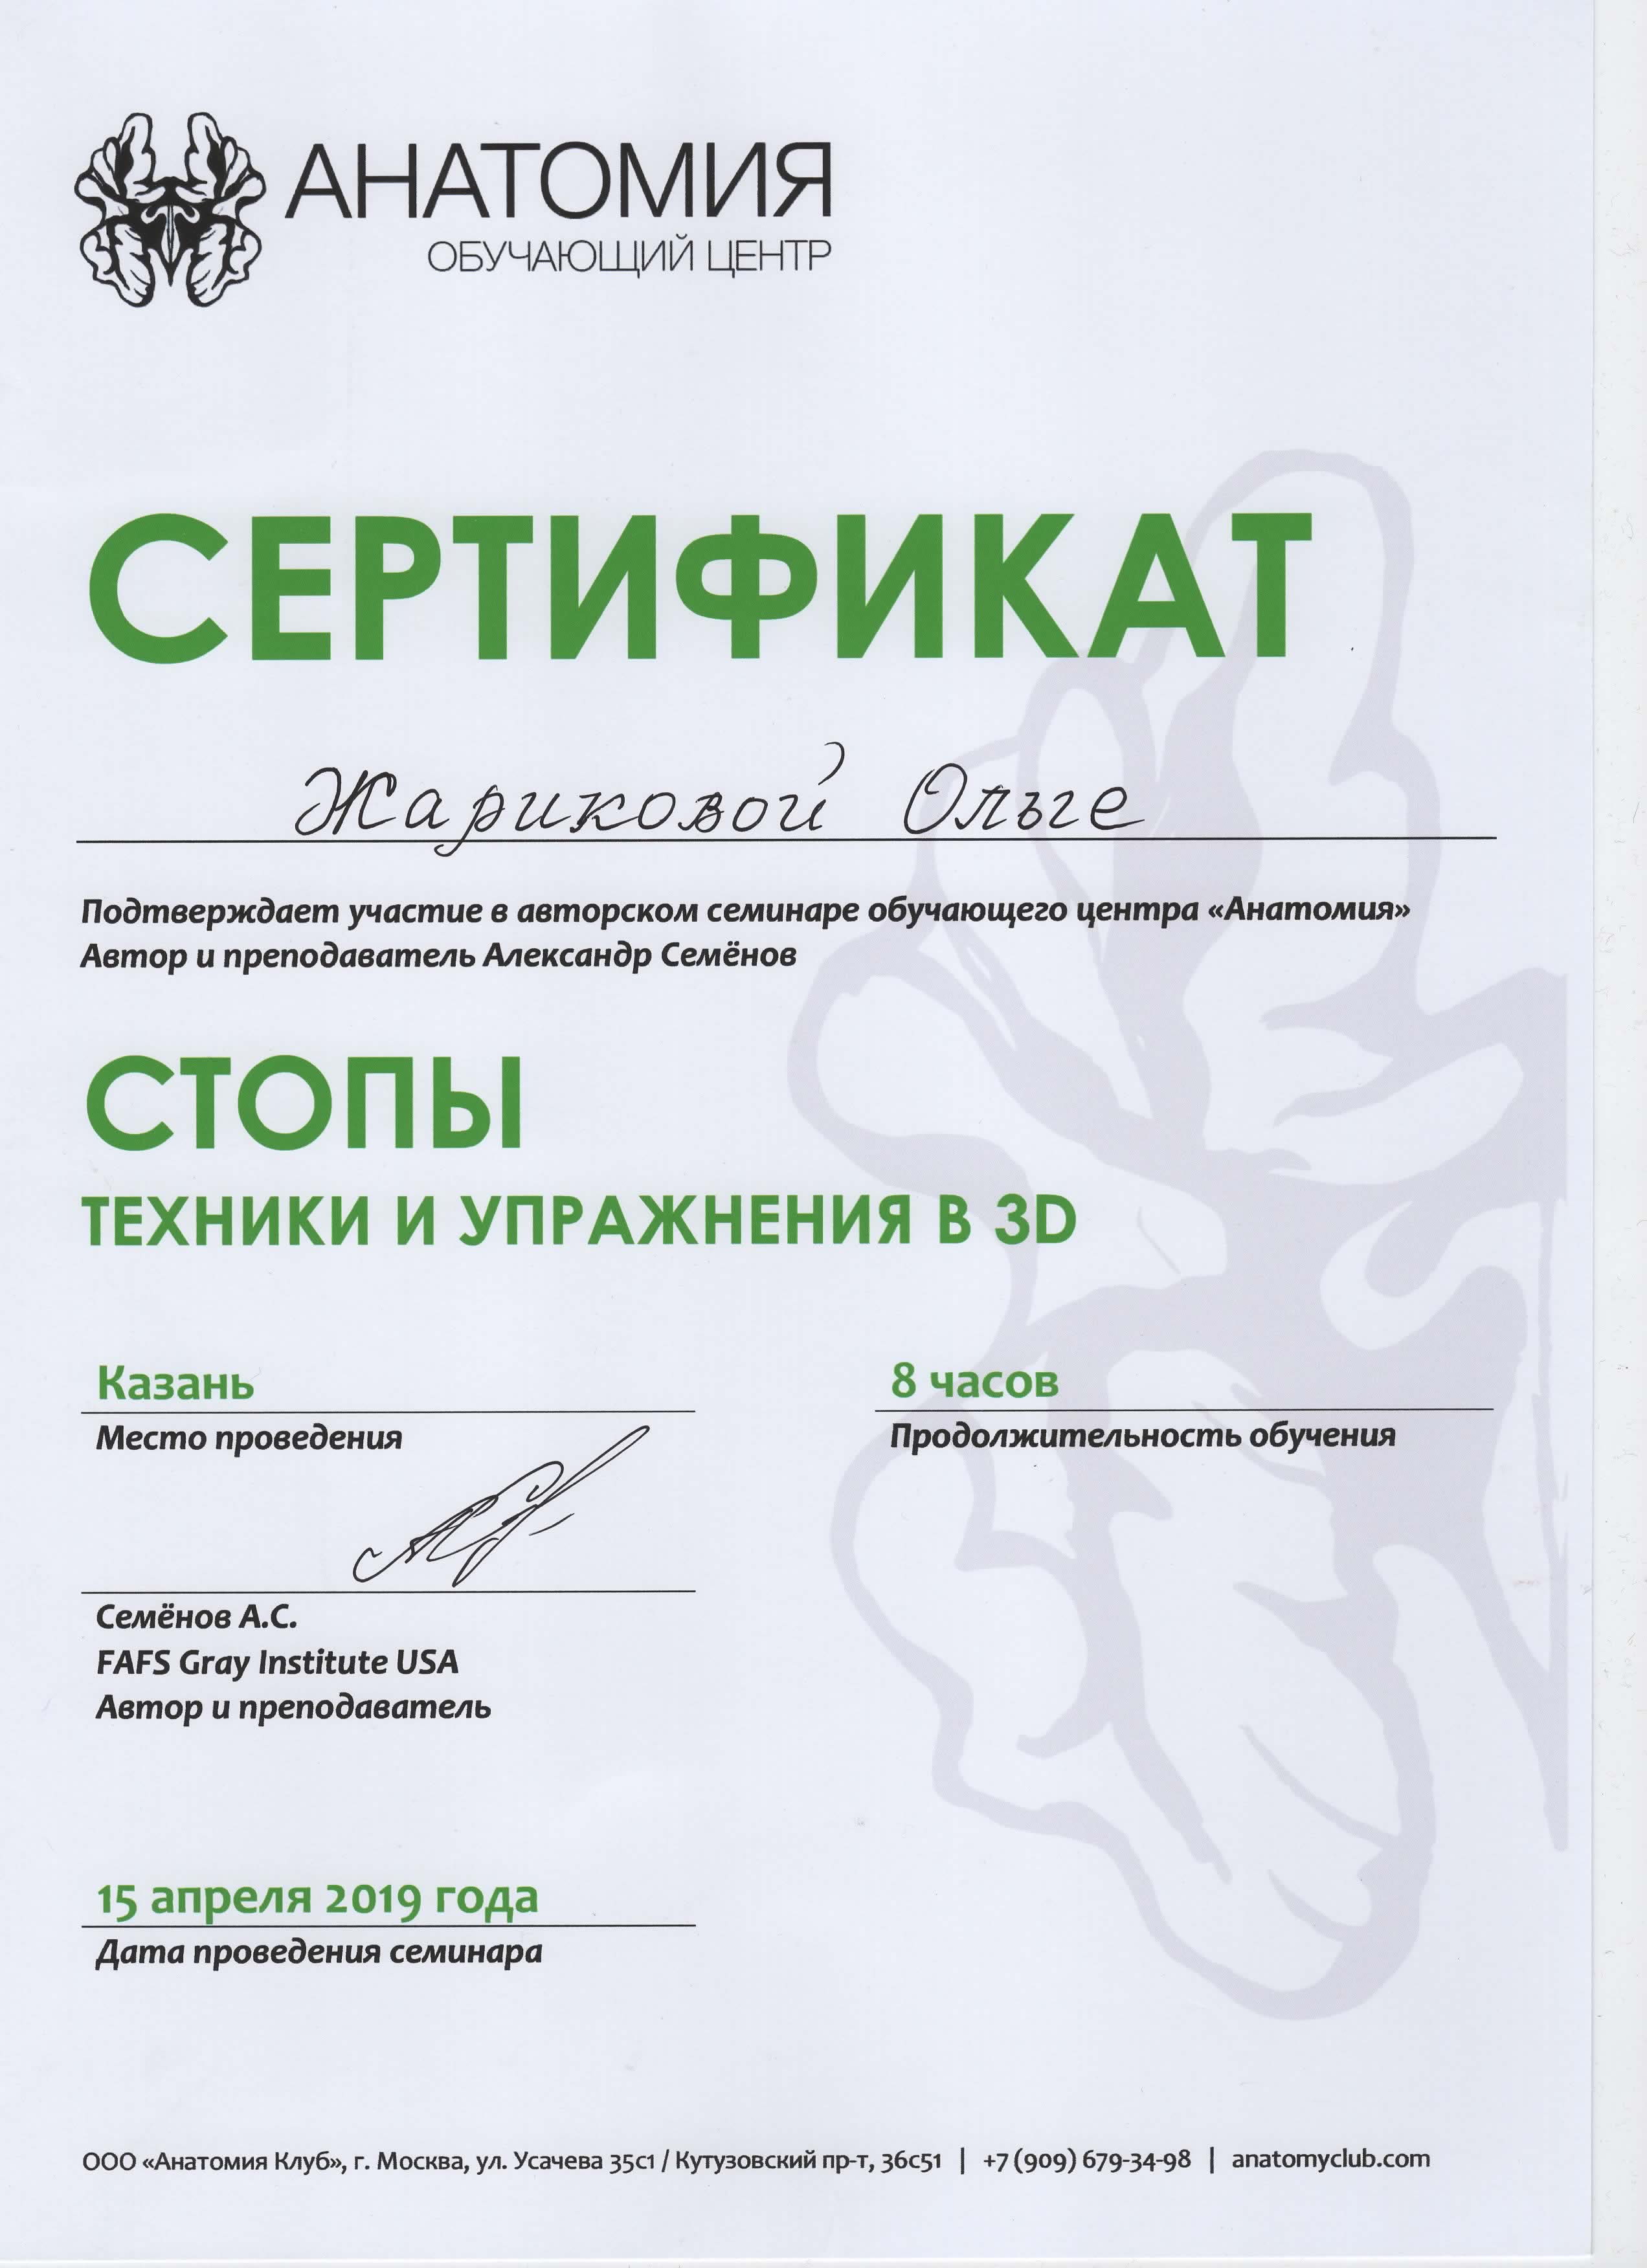 АНАТОМИЯ
ОБУЧАЮЩИЙ ЦЕНТР
СЕРТИФИКАТ
Жариковой Ольге
Подтверждает участие в авторском семинаре обучающего центра «Анатомия»
Автор и преподаватель Александр Семёнов
СТОПЫ
ТЕХНИКИ И УПРАЖНЕНИЯ В 3D
Казань
Место проведения
8 часов
Продолжительность обучения
Семёнов А.С.
FAFS Gray Institute USA
Автор и преподаватель
15 апреля 2019 года
Дата проведения семинара
ООО «Анатомия Клуб», г. Москва, ул. Усачева 35с1 / Кутузовский пр-т, 36с51 | +7 (909) 679-34-98 | anatomyclub.com